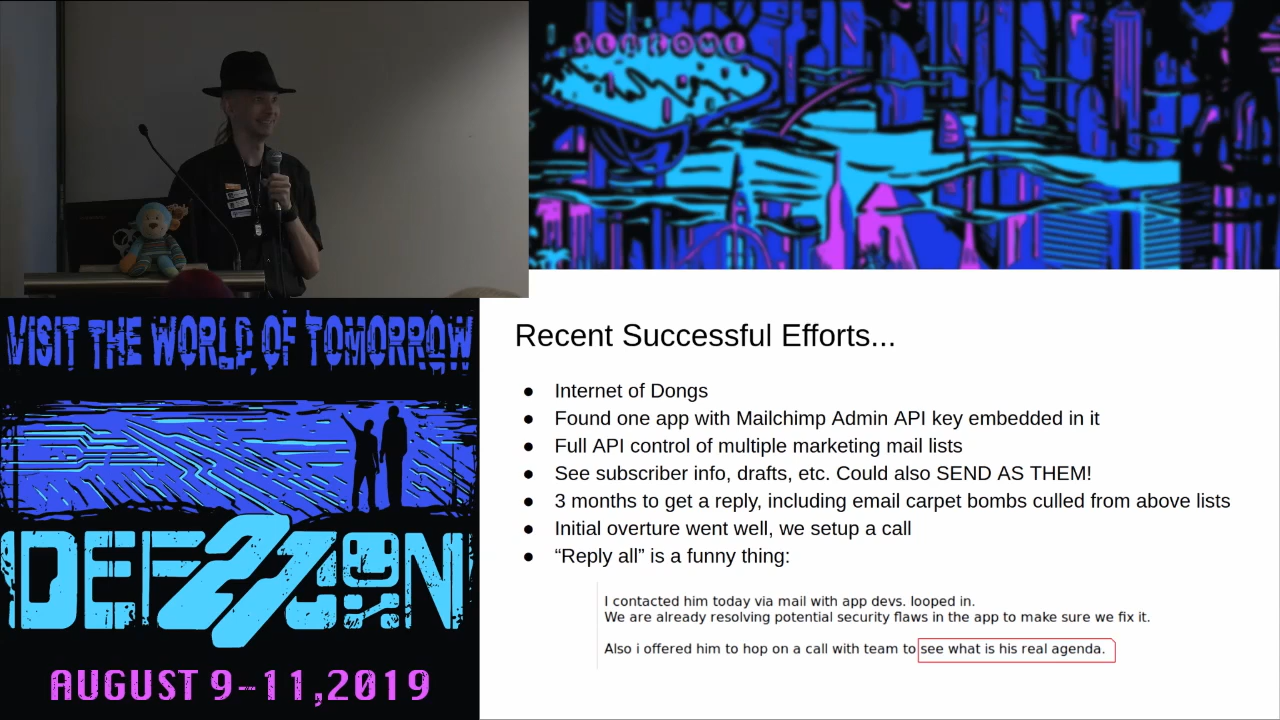 WELCOME
VISIT THE WORLD OF TOMORROW
DEF 27 CON
AUGUST 9-11,2019
Recent Successful Efforts...
● Internet of Dongs
● Found one app with Mailchimp Admin API key embedded in it
● Full API control of multiple marketing mail lists
● See subscriber info, drafts, etc. Could also SEND AS THEM!
● 3 months to get a reply, including email carpet bombs culled from above lists
● Initial overture went well, we setup a call
● “Reply all” is a funny thing:
I contacted him today via mail with app devs. looped in.
We are already resolving potential security flaws in the app to make sure we fix it.
Also i offered him to hop on a call with team to see what is his real agenda.